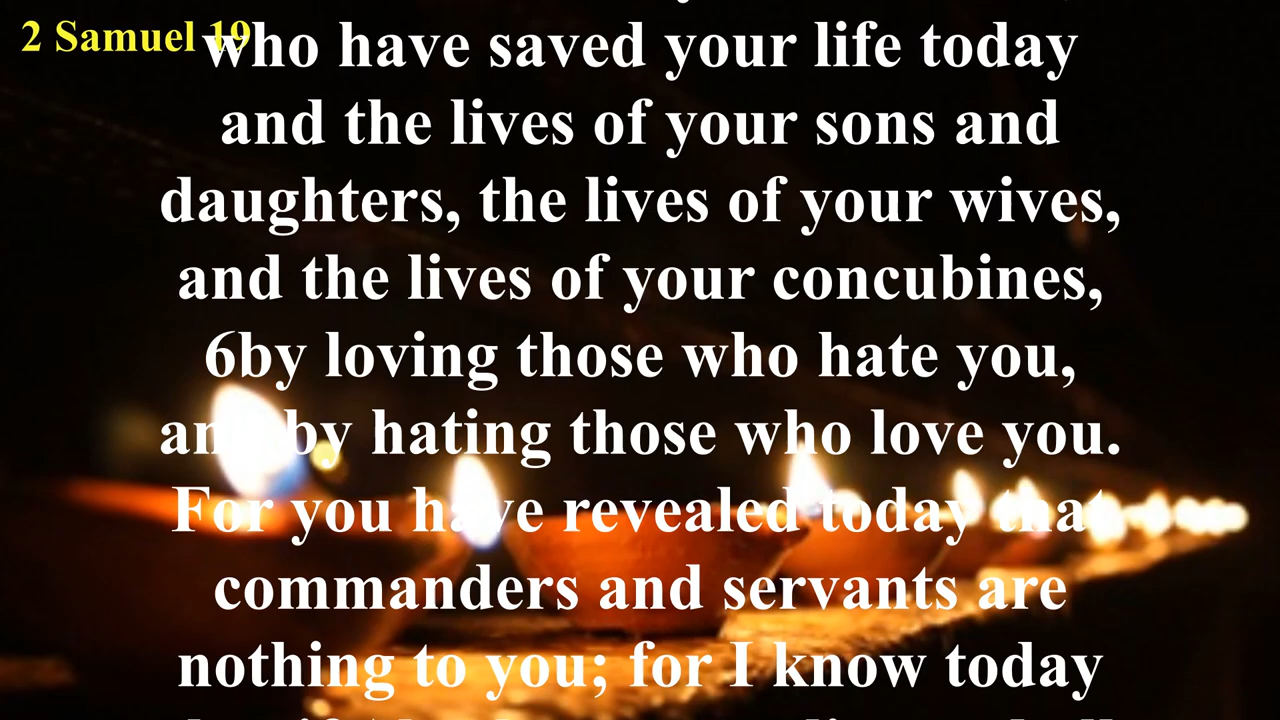 2 Samuel 19
who have saved your life today
and the lives of your sons and
daughters, the lives of your wives,
and the lives of your concubines,
6by loving those who hate you,
and by hating those who love you.
For you have revealed today that
commanders and servants are
nothing to you; for I know today